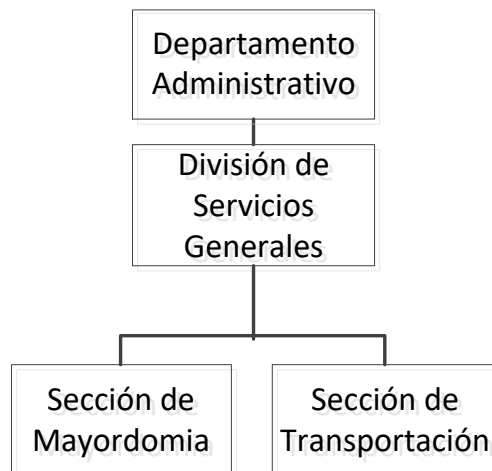 Departamento
Administrativo
División de
Servicios
Generales
Sección de
Mayordomia
Sección de
Transportación